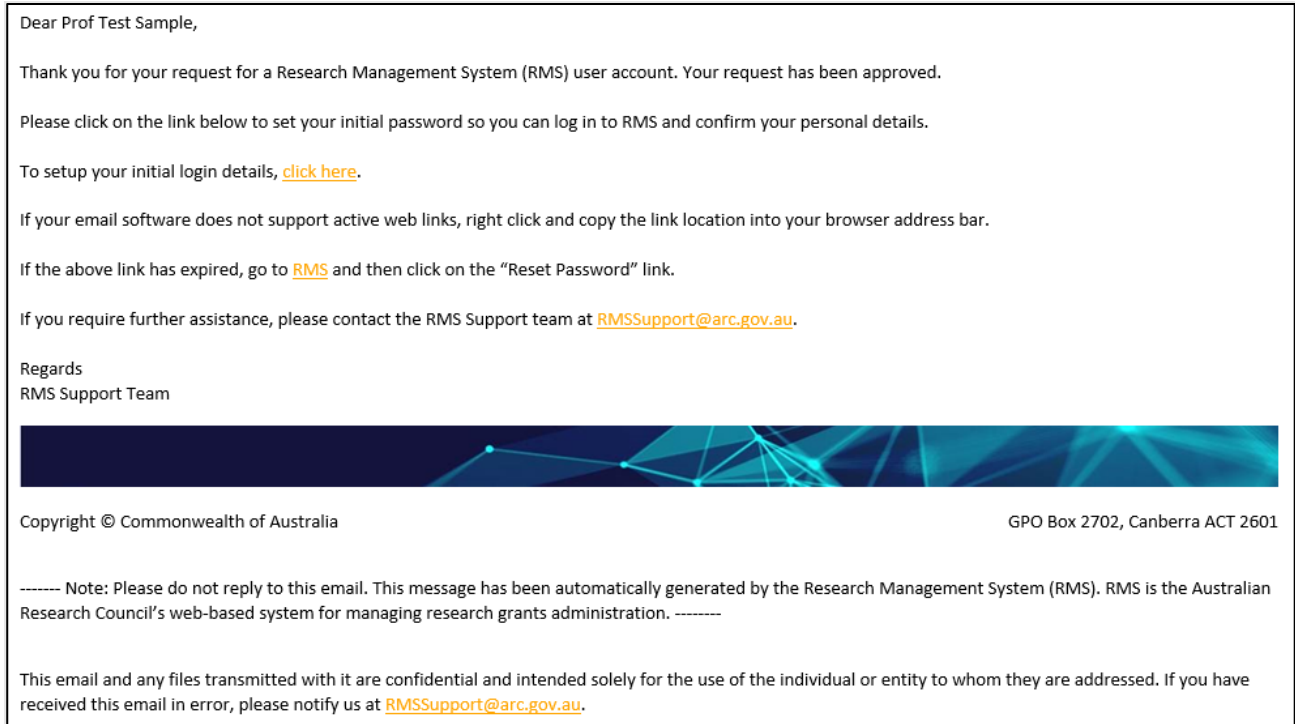 Dear Prof Test Sample,
Thank you for your request for a Research Management System (RMS) user account. Your request has been approved.
Please click on the link below to set your initial password so you can log in to RMS and confirm your personal details.
To setup your initial login details, click here.
If your email software does not support active web links, right click and copy the link location into your browser address bar.
If the above link has expired, go to RMS and then click on the “Reset Password” link.
If you require further assistance, please contact the RMS Support team at RMSSupport@arc.gov.au.
Regards
RMS Support Team
Copyright © Commonwealth of Australia GPO Box 2702, Canberra ACT 2601
------- Note: Please do not reply to this email. This message has been automatically generated by the Research Management System (RMS). RMS is the Australian
Research Council’s web-based system for managing research grants administration. --------
This email and any files transmitted with it are confidential and intended solely for the use of the individual or entity to whom they are addressed. If you have
received this email in error, please notify us at RMSSupport@arc.gov.au.